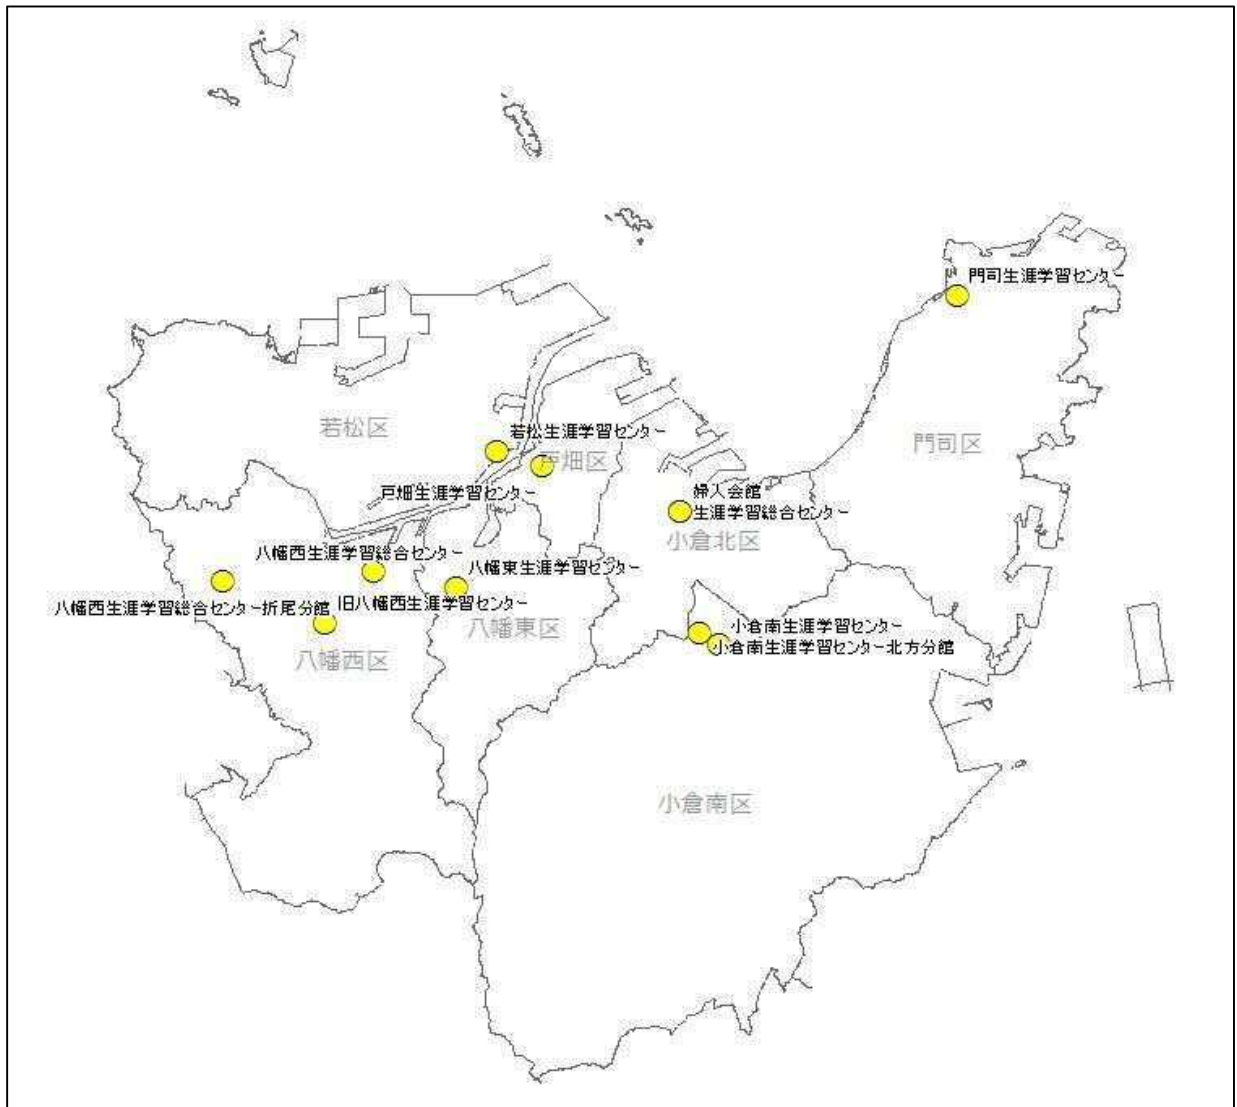 門司生涯学習センター
若松区
若松生涯学習センター
門司区
戸畑区
戸畑生涯学習センター
婦人会館
生涯学習総合センター
小倉北区
八幡西生涯学習総合センター
八幡東生涯学習センター
八幡西生涯学習総合センター折尾分館
旧八幡西生涯学習センター
八幡東区
小倉南生涯学習センター
小倉南生涯学習センター北方分館
八幡西区
小倉南区